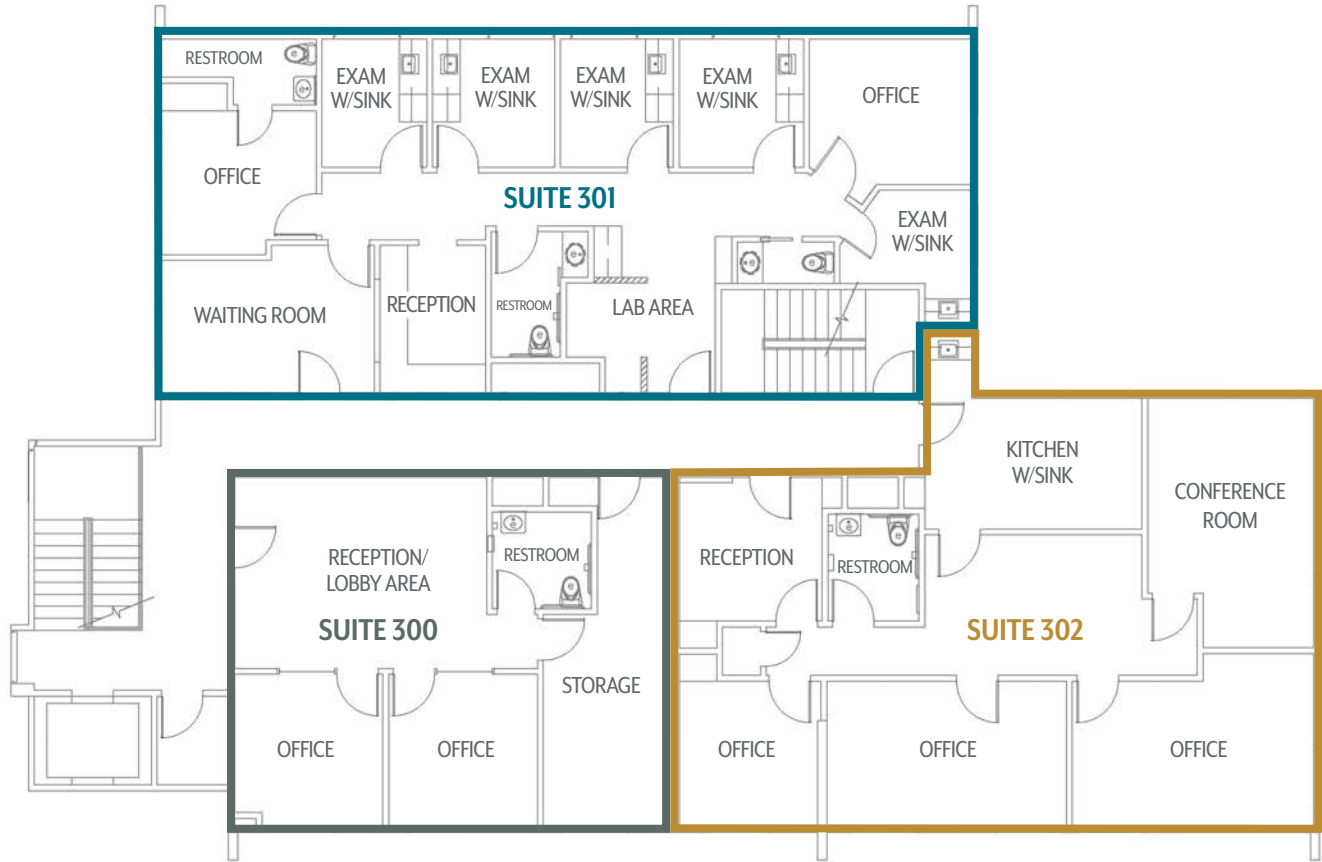 RESTROOM
EXAM
W/SINK
EXAM
W/SINK
EXAM
W/SINK
EXAM
W/SINK
OFFICE
OFFICE
SUITE 301
EXAM
W/SINK
WAITING ROOM
RECEPTION
RESTROOM
LAB AREA
KITCHEN
W/SINK
CONFERENCE
ROOM
RECEPTION/
LOBBY AREA
RESTROOM
SUITE 300
STORAGE
OFFICE
OFFICE
RECEPTION
RESTROOM
SUITE 302
OFFICE
OFFICE
OFFICE